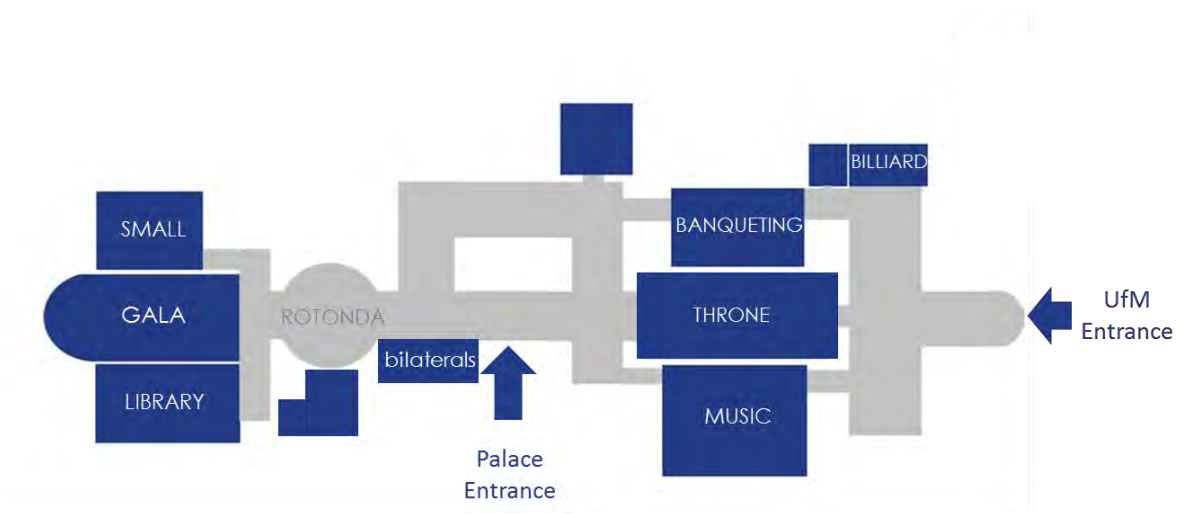 BILLIARD
SMALL
BANQUETING
GALA
ROTONDA
THRONE
UfM
Entrance
bilaterals
LIBRARY
MUSIC
Palace
Entrance